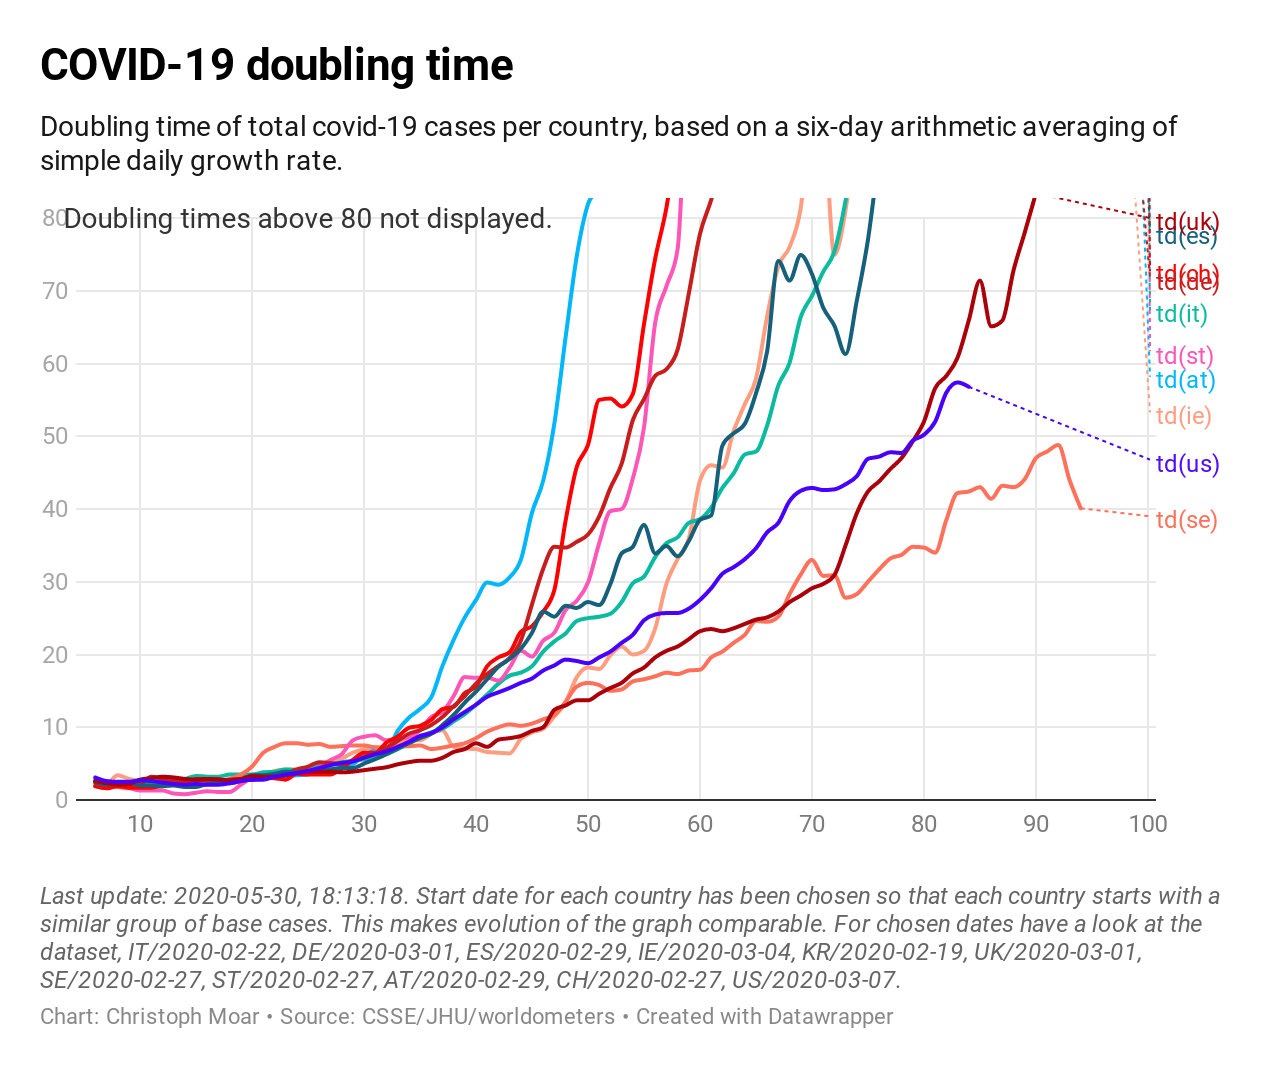 COVID-19 doubling time
Doubling time of total covid-19 cases per country, based on a six-day arithmetic averaging of
simple daily growth rate.
80
Doubling times above 80 not displayed.
70
60
50
40
30
20
10
0
td(uk)
td(es)
td(ch)
td(de)
td(it)
td(st)
td(at)
td(ie)
td(us)
td(se)
10 20 30 40 50 60 70 80 90 100
Last update: 2020-05-30, 18:13:18. Start date for each country has been chosen so that each country starts with a
similar group of base cases. This makes evolution of the graph comparable. For chosen dates have a look at the
dataset, IT/2020-02-22, DE/2020-03-01, ES/2020-02-29, IE/2020-03-04, KR/2020-02-19, UK/2020-03-01,
SE/2020-02-27, ST/2020-02-27, AT/2020-02-29, CH/2020-02-27, US/2020-03-07.
Chart: Christoph Moar • Source: CSSE/JHU/worldometers • Created with Datawrapper